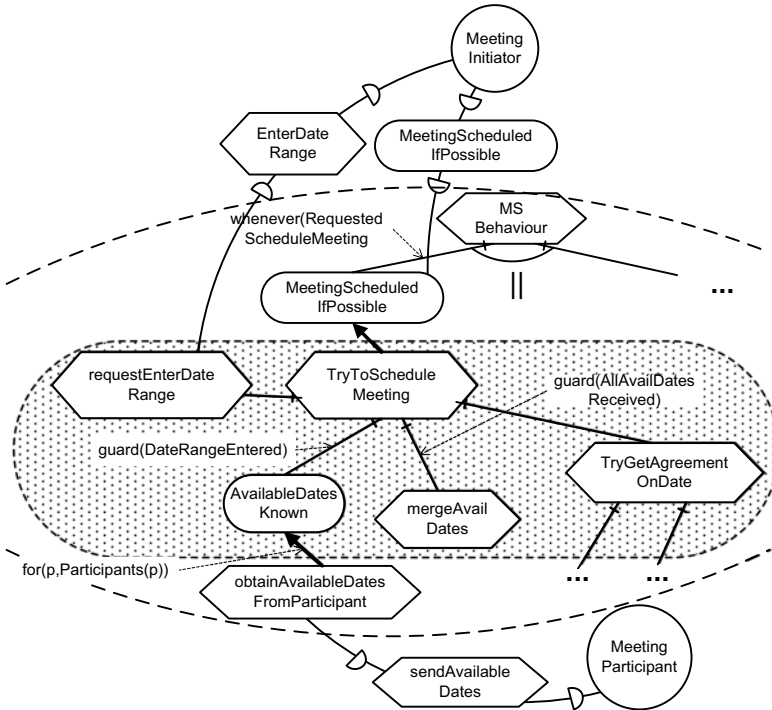 Meeting
Initiator
EnterDate
Range
MeetingScheduled
IfPossible
whenever(Requested
ScheduleMeeting
MS
Behaviour
MeetingScheduled
IfPossible
||
...
requestEnterDate
Range
TryToSchedule
Meeting
guard(AllAvailDates
Received)
guard(DateRangeEntered)
TryGetAgreement
OnDate
AvailableDates
Known
mergeAvail
Dates
for(p,Participants(p))
obtainAvailableDates
FromParticipant
...
...
Meeting
Participant
sendAvailable
Dates